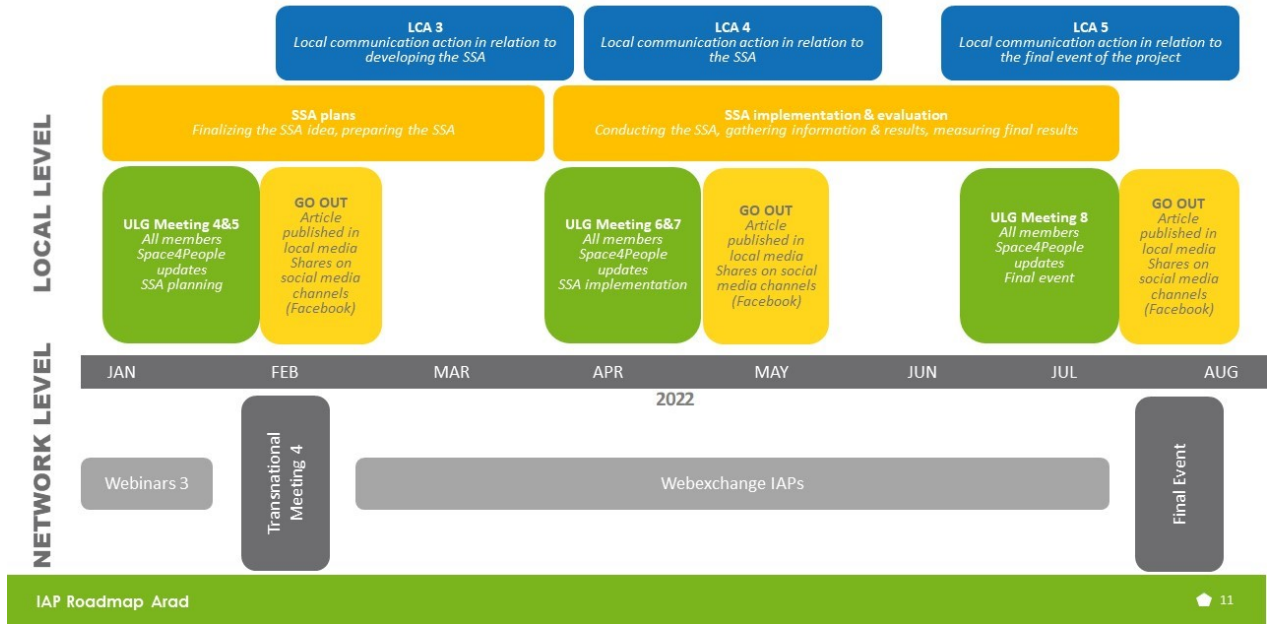 LCA 3
Local communication action in relation to
developing the SSA
LCA 4
Local communication action in relation to
the SSA
LCA 5
Local communication action in relation to
the final event of the project
SSA plans
Finalizing the SSA idea, preparing the SSA
SSA implementation & evaluation
Conducting the SSA, gathering information & results, measuring final results
LOCAL LEVEL
ULG Meeting 4&5
All members
Space4People
updates
SSA planning
GO OUT
Article
published in
local media
Shares on
social media
channels
(Facebook)
ULG Meeting 6&7
All members
Space4People
updates
SSA implementation
GO OUT
Article
published in
local media
Shares on social
media channels
(Facebook)
ULG Meeting 8
All members
Space4People
updates
Final event
GO OUT
Article
published in
local media
Shares on
social media
channels
(Facebook)
JAN FEB MAR APR MAY JUN JUL AUG
2022
NETWORK LEVEL
Webinars 3
Transnational
Meeting 4
Webexchange IAPs
Final Event
IAP Roadmap Arad
11